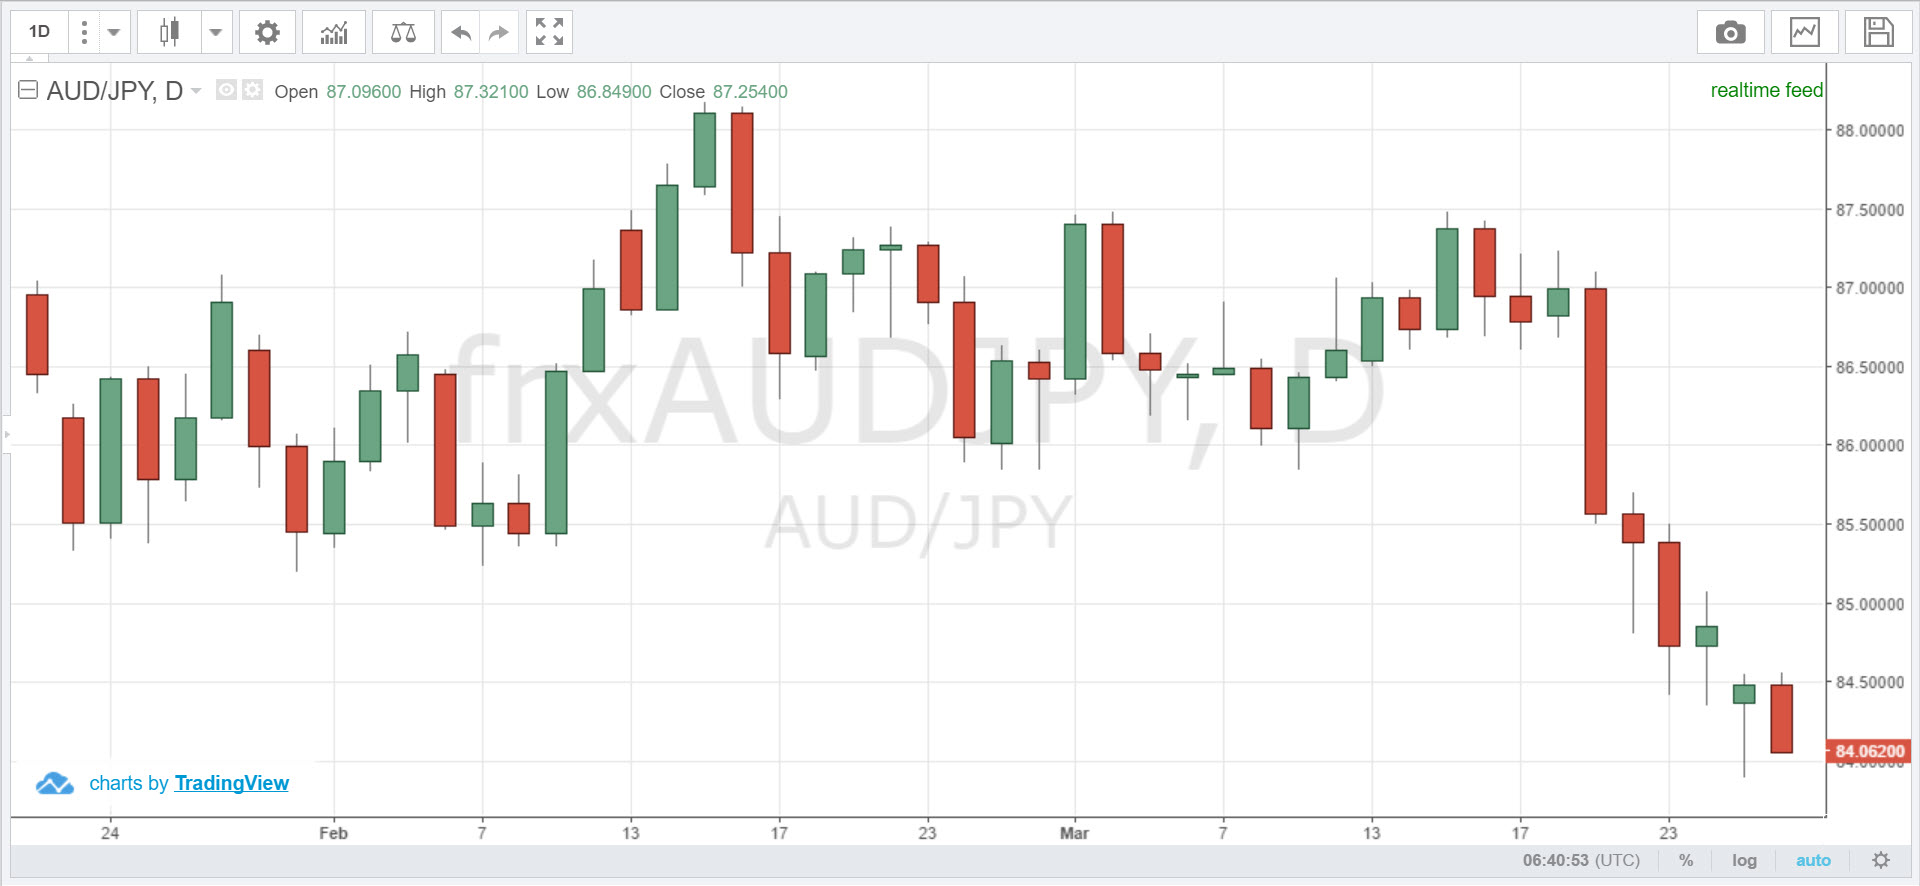 1D
AUD/JPY, D Open 87.09600 High 87.32100 Low 86.84900 Close 87.25400
realtime feed
88.00000
87.50000
87.00000
86.50000
86.00000
85.50000
85.00000
84.50000
84.06200
84.00000
frxAUDJPY, D
AUD/JPY
charts by TradingView
24 Feb 7 13 17 23 Mar 7 13 17 23
06:40:53 (UTC) % log auto